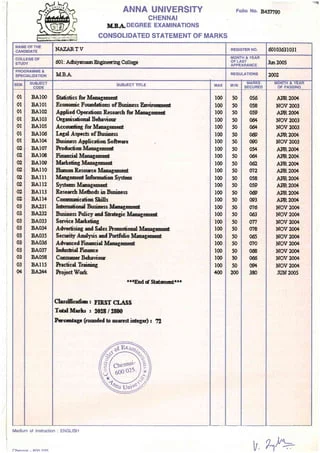 ANNA UNIVERSITY
CHENNAI
Folio No. B437790
M.B.A. DEGREE EXAMINATIONS
CONSOLIDATED STATEMENT OF MARKS
NAME OF THE CANDIDATE NAZAR T V REGISTER NO. 60103631031
COLLEGE OF STUDY 601: Adhiyamaan Engineering College MONTH & YEAR OF LAST APPEARANCE Jun 2005
PROGRAMME & SPECIALIZATION M.B.A. REGULATIONS 2002
SEM SUBJECT CODE SUBJECT TITLE MAX MIN MARKS SECURED MONTH & YEAR OF PASSING
01 BA100 Statistics for Management 100 50 058 APR 2004
01 BA101 Economic Foundations of Business Environment 100 50 058 NOV 2003
01 BA102 Applied Operations Research for Management 100 50 059 APR 2004
01 BA103 Organisational Behaviour 100 50 064 NOV 2003
01 BA105 Accounting for Management 100 50 064 NOV 2003
01 BA106 Legal Aspects of Business 100 50 060 APR 2004
01 BA104 Business Application Software 100 50 090 NOV 2003
02 BA107 Production Management 100 50 054 APR 2004
02 BA108 Financial Management 100 50 064 APR 2004
02 BA109 Marketing Management 100 50 062 APR 2004
02 BA110 Human Resource Management 100 50 072 APR 2004
02 BA111 Mangement Information System 100 50 058 APR 2004
02 BA112 Systems Management 100 50 059 APR 2004
02 BA113 Research Methods in Business 100 50 069 APR 2004
02 BA114 Communication Skills 100 50 093 APR 2004
03 BA231 International Business Management 100 50 076 NOV 2004
03 BA232 Business Policy and Strategic Management 100 50 063 NOV 2004
03 BA033 Service Marketing 100 50 077 NOV 2004
03 BA034 Advertising and Sales Promotional Management 100 50 078 NOV 2004
03 BA035 Security Analysis and Portfolio Management 100 50 065 NOV 2004
03 BA036 Advanced Financial Management 100 50 070 NOV 2004
03 BA037 Industrial Finance 100 50 088 NOV 2004
03 BA038 Consumer Behaviour 100 50 066 NOV 2004
03 BA115 Practical Training 100 50 094 NOV 2004
04 BA244 Project Work 400 200 380 JUN 2005
***End of Statement***
Classification : FIRST CLASS
Total Marks : 2028 / 2800
Percentage (rounded to nearest integer) : 72
Chennai-
600 025.
Anna University
Medium of Instruction : ENGLISH